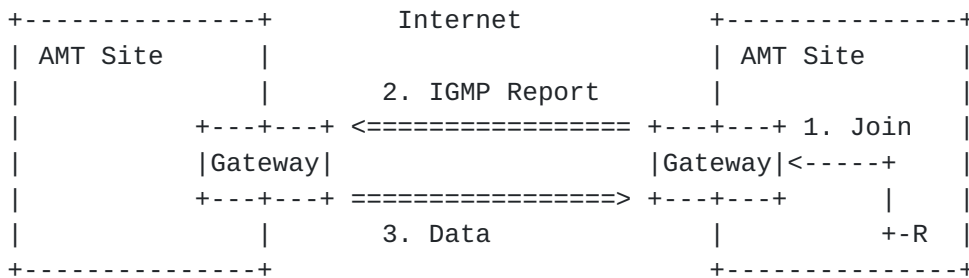 +---------------+        Internet            +---------------+
| AMT Site      |                            | AMT Site      |
|               |       2. IGMP Report       |               |
|           +---+---+ <================= +---+---+ 1. Join   |
|           |Gateway|                    |Gateway|<-----+    |
|           +---+---+ =================> +---+---+      |    |
|               |       3. Data              |          +-R  |
+---------------+                            +---------------+